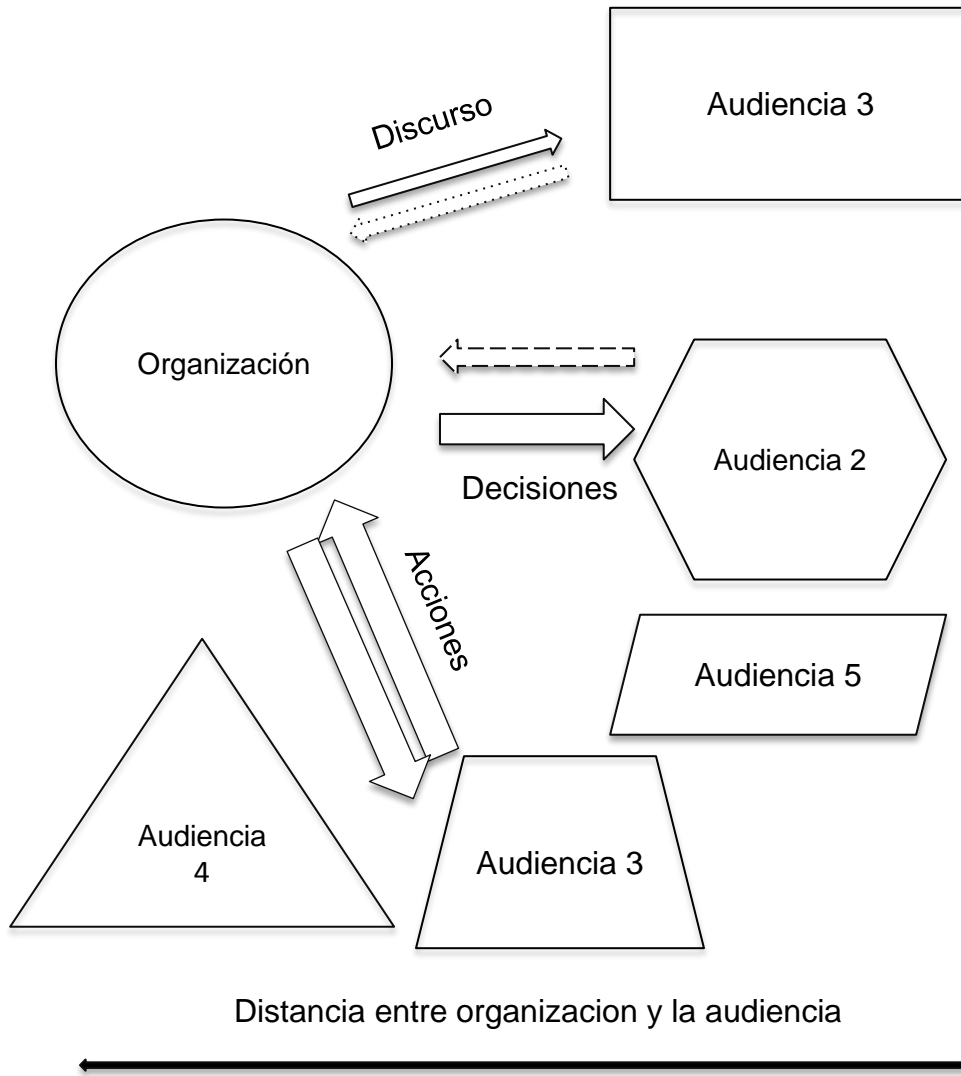 Audiencia 3
Discurso
Organización
Audiencia 2
Decisiones
Acciones
Audiencia 5
Audiencia
4
Audiencia 3
Distancia entre organizacion y la audiencia